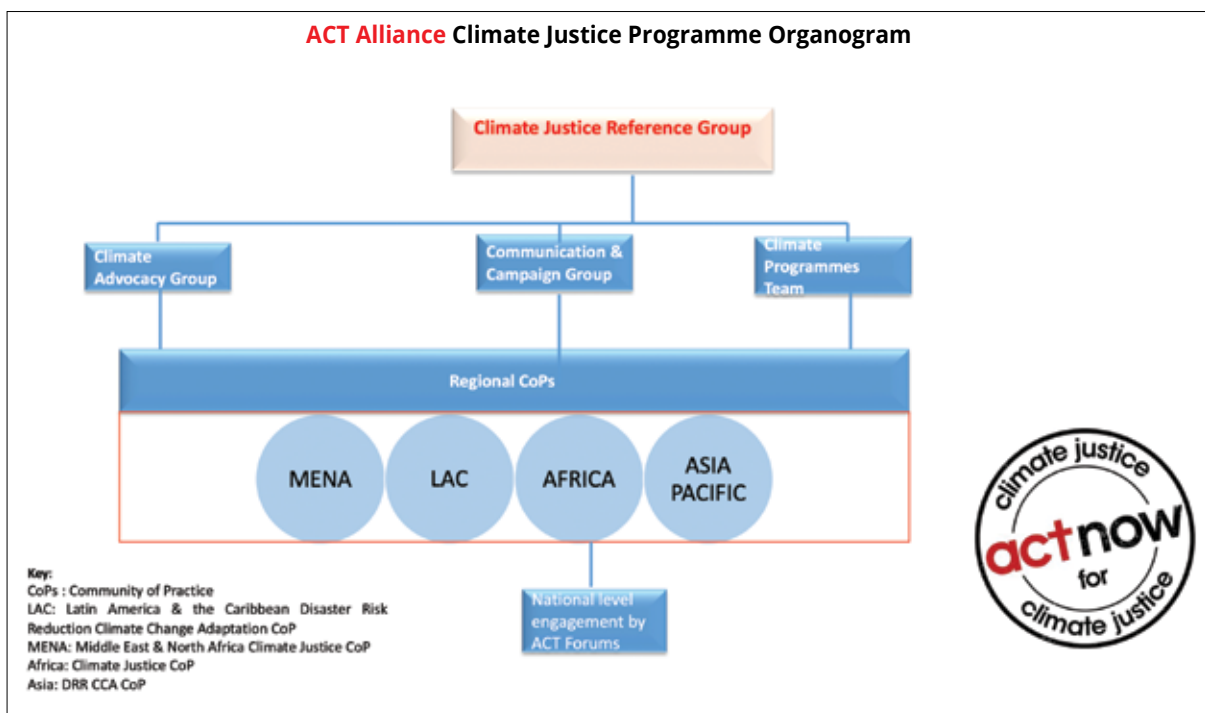 ACT Alliance Climate Justice Programme Organogram
Climate Justice Reference Group
Climate
Advocacy Group
Communication &
Campaign Group
Climate
Programmes
Team
Regional CoPs
MENA
LAC
AFRICA
ASIA
PACIFIC
National level
engagement by
ACT Forums
Key:
CoPs : Community of Practice
LAC: Latin America & the Caribbean Disaster Risk
Reduction Climate Change Adaptation CoP
MENA: Middle East & North Africa Climate Justice CoP
Africa: Climate Justice CoP
Asia: DRR CCA CoP
climate justice
actnow
for
climate justice